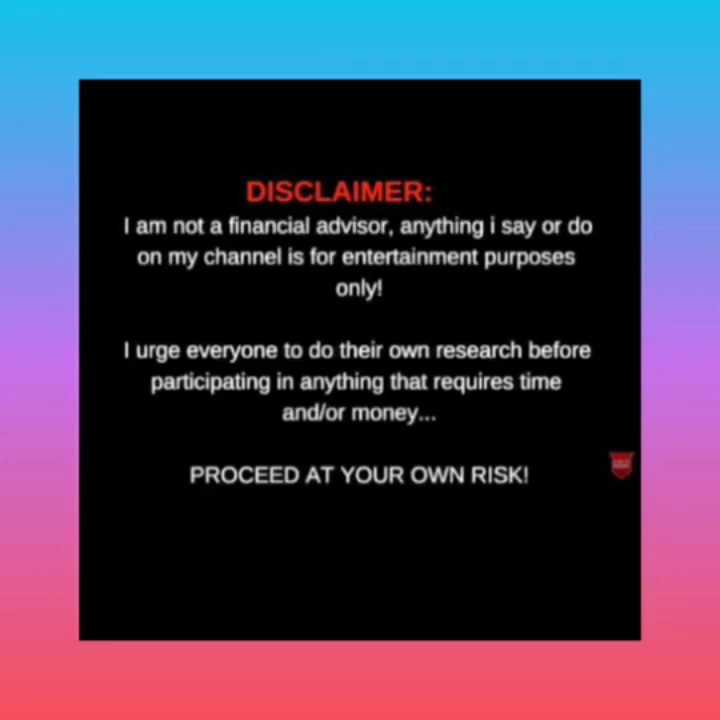 DISCLAIMER:
I am not a financial advisor, anything i say or do
on my channel is for entertainment purposes
only!
I urge everyone to do their own research before
participating in anything that requires time
and/or money...
PROCEED AT YOUR OWN RISK!